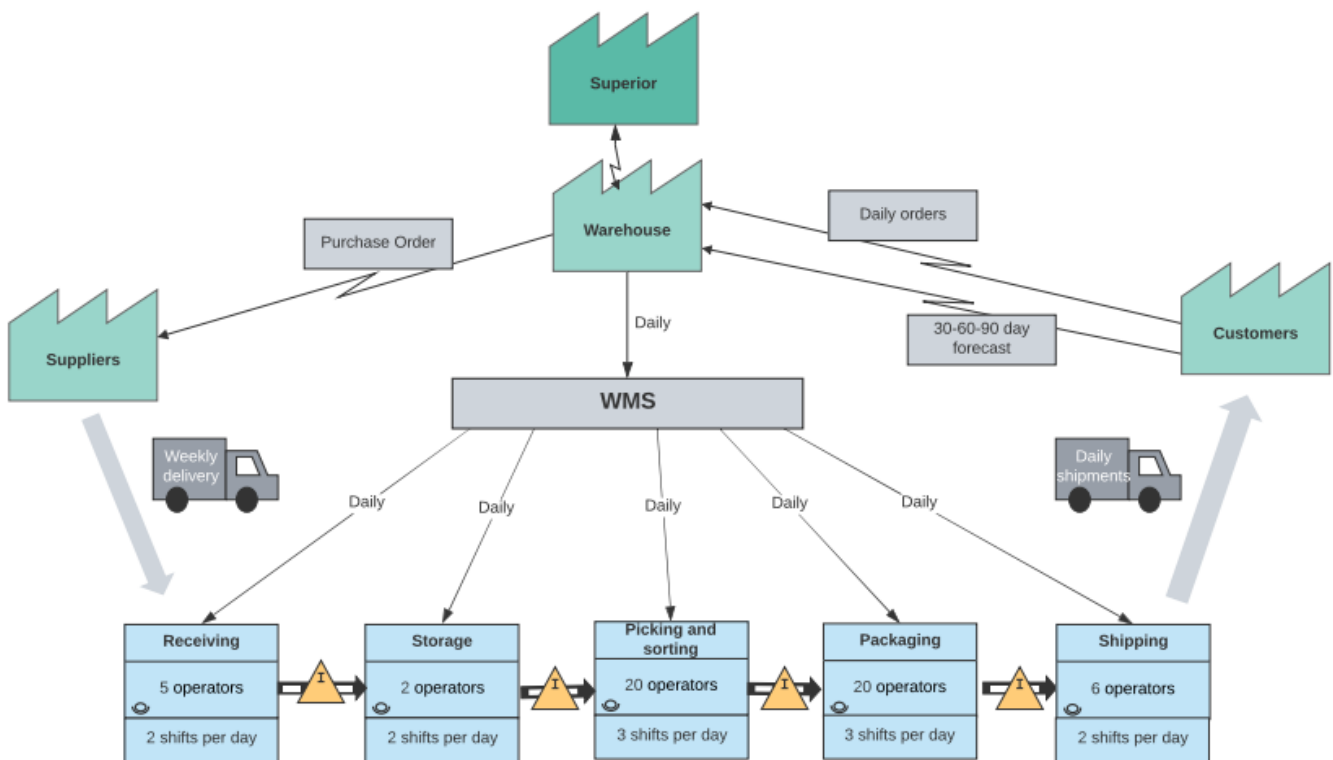 Superior
Warehouse
Daily orders
Purchase Order
Suppliers
Daily
30-60-90 day
forecast
Customers
WMS
Weekly
delivery
Daily
shipments
Daily
Daily
Daily
Daily
Daily
Receiving
5 operators
2 shifts per day
I
Storage
2 operators
2 shifts per day
I
Picking and
sorting
20 operators
3 shifts per day
I
Packaging
20 operators
3 shifts per day
I
Shipping
6 operators
2 shifts per day